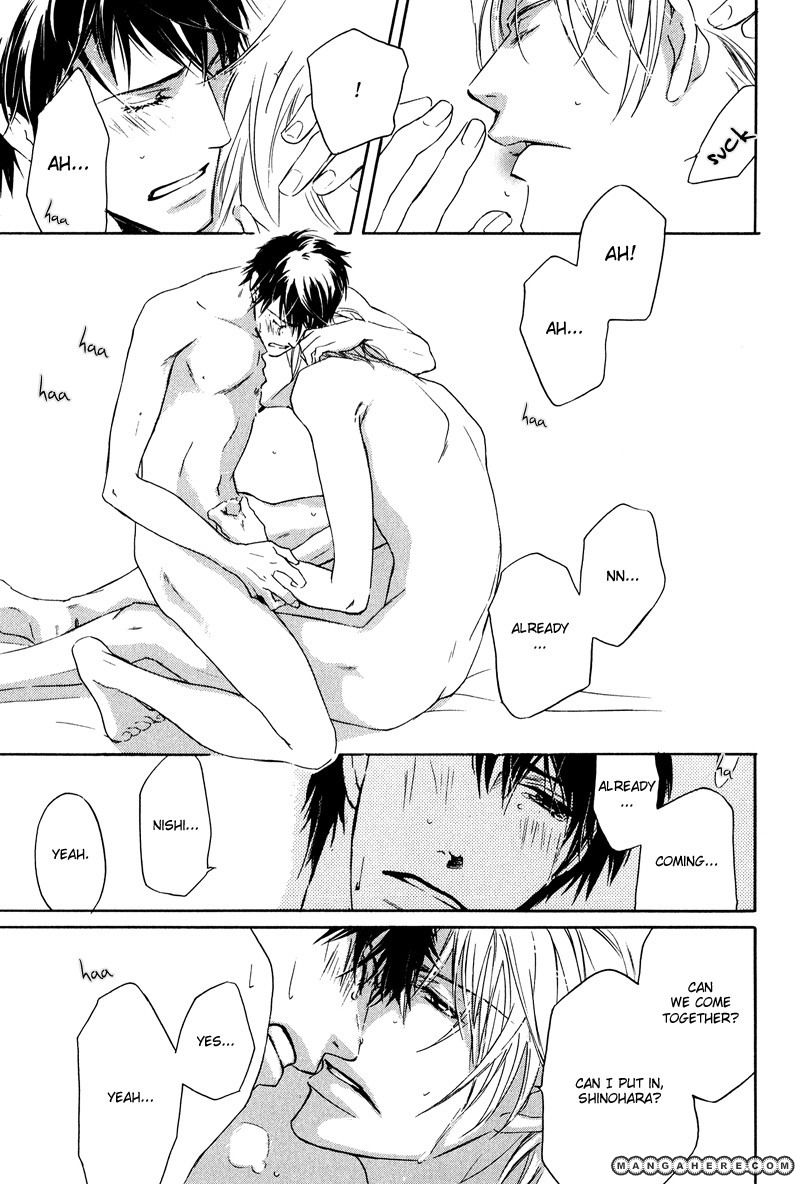 suck
!
AH...
haa
AH!
AH...
haa
haa
haa
NN...
ALREADY
...
ha
ALREADY
...
COMING...
NISHI...
YEAH.
CAN
WE COME
TOGETHER?
CAN I PUT IN,
SHINOHARA?
haa
YES...
YEAH...
MANGAHERE.COM